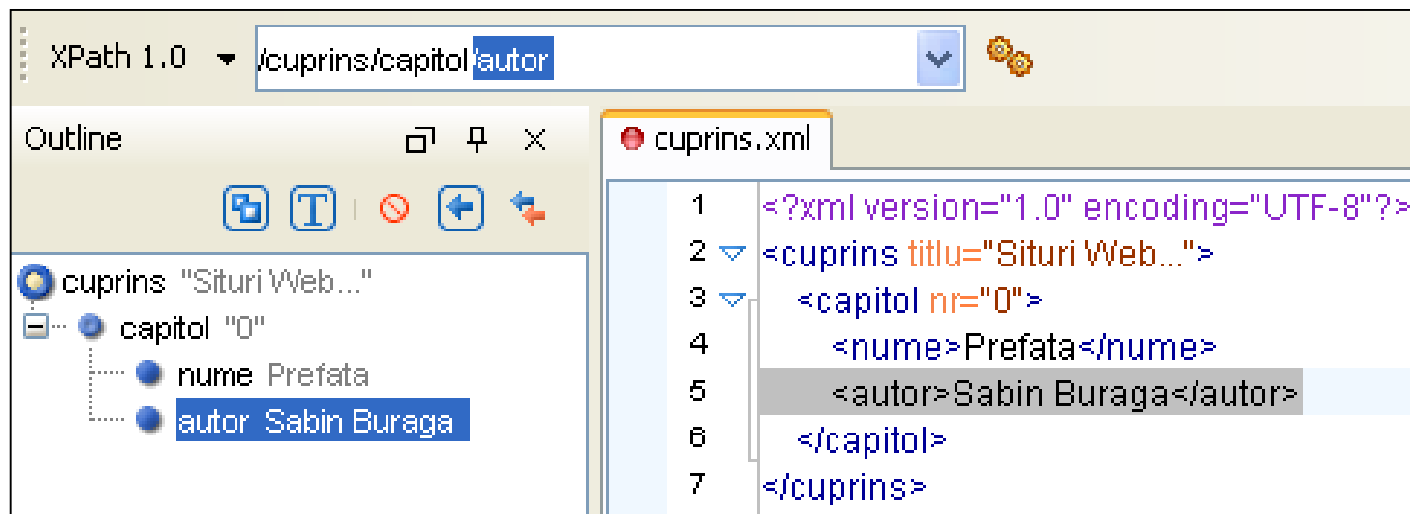 XPath 1.0 /cuprins/capitol/autor
Outline
cuprins "Situri Web..."
capitol "0"
nume Prefata
autor Sabin Buraga
cuprins.xml
1 <?xml version="1.0" encoding="UTF-8"?>
2 <cuprins titlu="Situri Web...">
3 <capitol nr="0">
4 <nume>Prefata</nume>
5 <autor>Sabin Buraga</autor>
6 </capitol>
7 </cuprins>